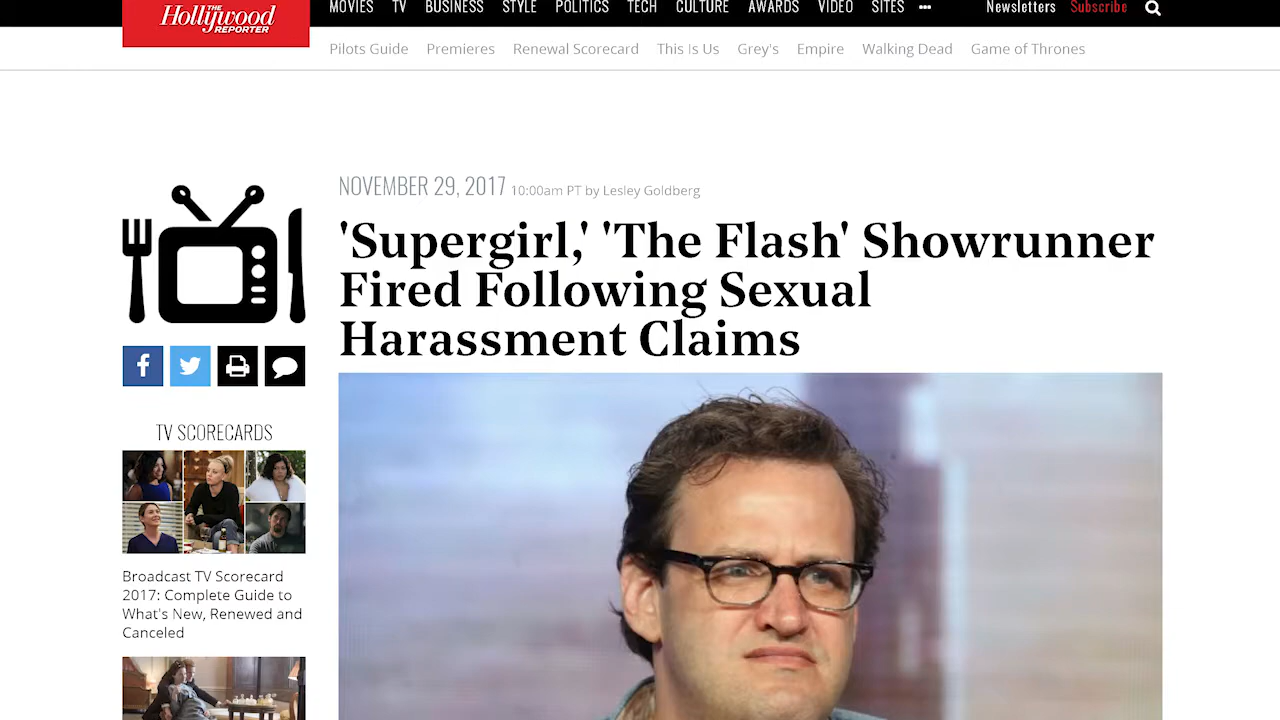 THE
Hollywood
REPORTER
MOVIES TV BUSINESS STYLE POLITICS TECH CULTURE AWARDS VIDEO SITES ••• Newsletters Subscribe
Pilots Guide Premieres Renewal Scorecard This Is Us Grey's Empire Walking Dead Game of Thrones
NOVEMBER 29, 2017 10:00am PT by Lesley Goldberg
'Supergirl,' 'The Flash' Showrunner
Fired Following Sexual
Harassment Claims
TV SCORECARDS
Broadcast TV Scorecard
2017: Complete Guide to
What's New, Renewed and
Canceled